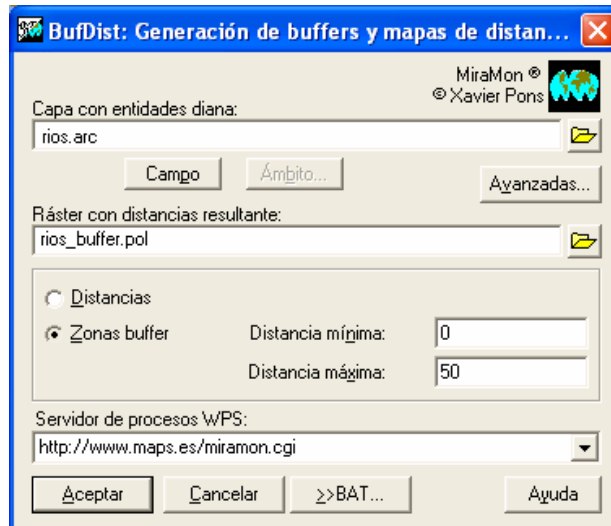 BufDist: Generación de buffers y mapas de distan...
MiraMon ®
© Xavier Pons
Capa con entidades diana:
rios.arc
Campo
Ámbito...
Avanzadas...
Ráster con distancias resultante:
rios_buffer.pol
Distancias
Zonas buffer
Distancia mínima:
0
Distancia máxima:
50
Servidor de procesos WPS:
http://www.maps.es/miramon.cgi
Aceptar
Cancelar
>>BAT...
Ayuda